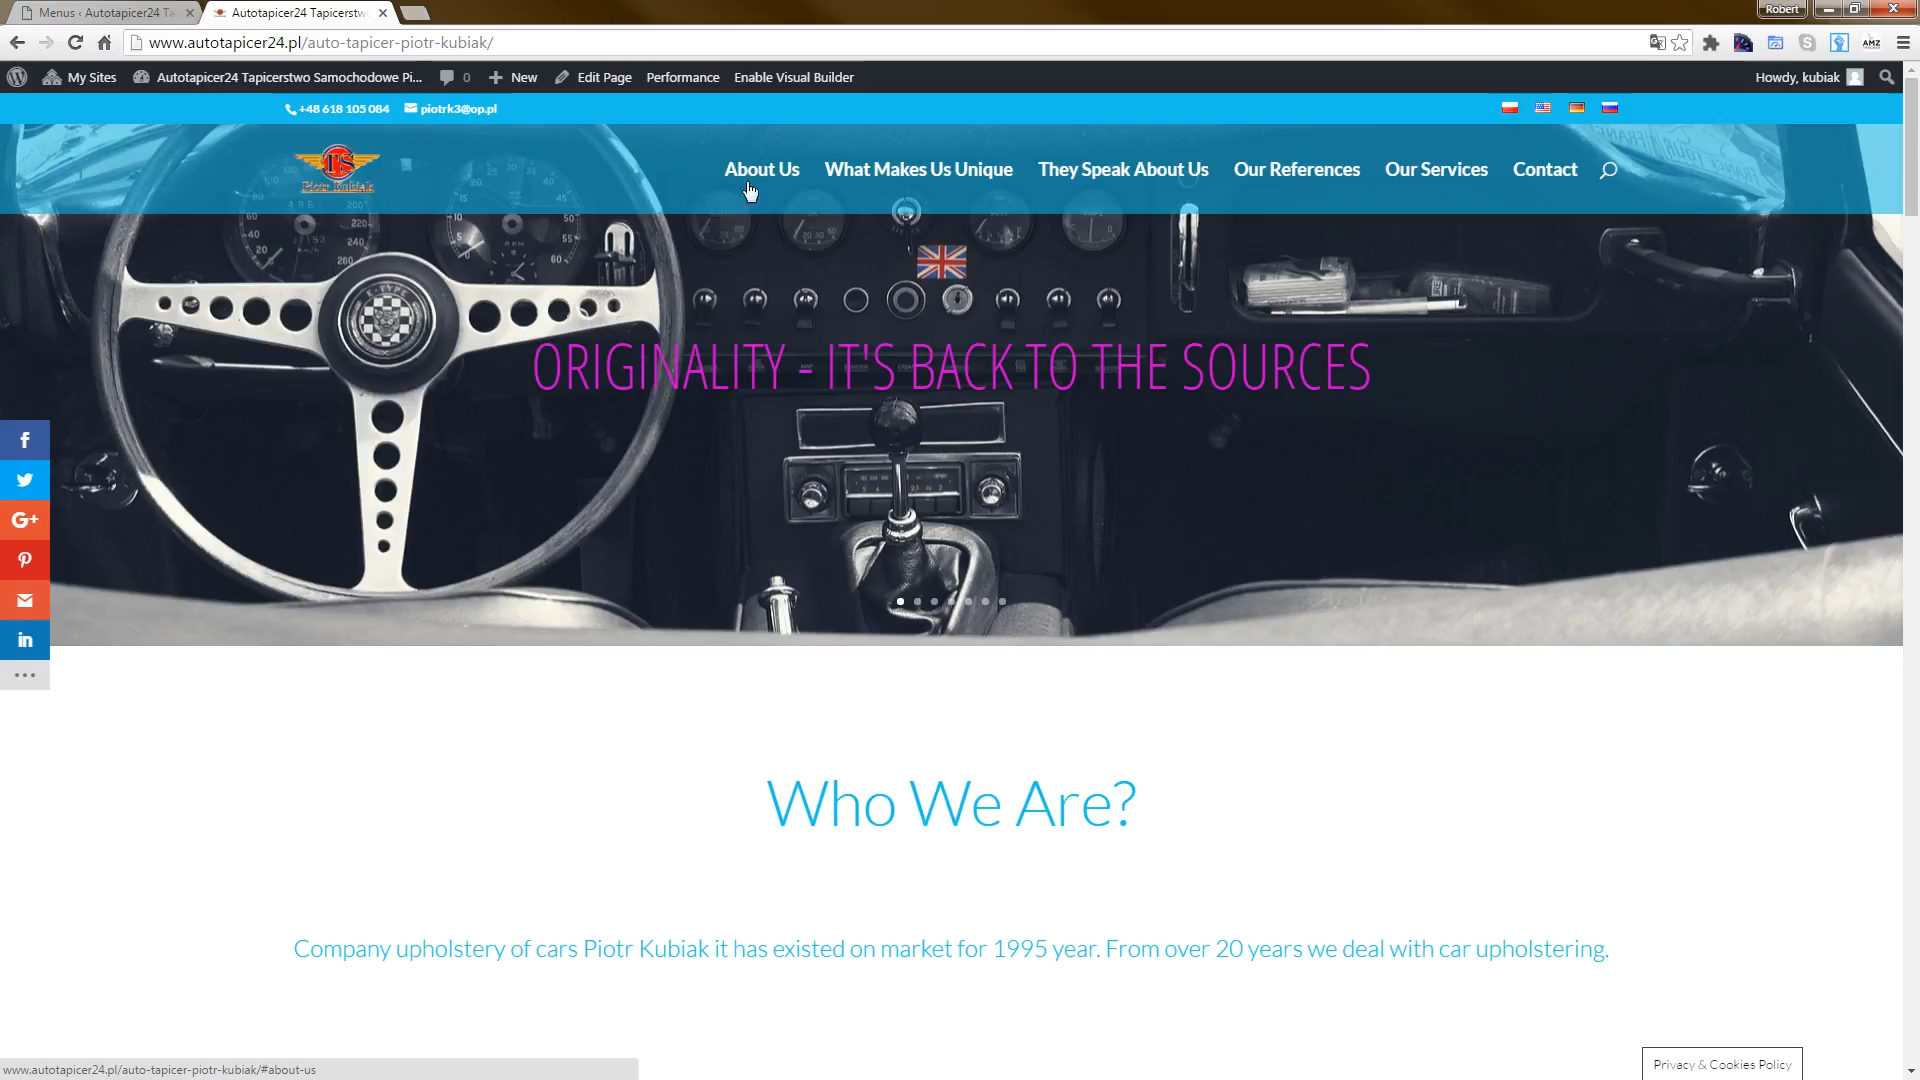 Menus ‹ Autotapicer24 Ta
Autotapicer24 Tapicerstw
Robert
www.autotapicer24.pl/auto-tapicer-piotr-kubiak/
AMZ
My Sites
Autotapicer24 Tapicerstwo Samochodowe Pi...
0
New
Edit Page
Performance
Enable Visual Builder
Howdy, kubiak
+48 618 105 084
piotrk3@op.pl
TS
Piotr Kubiak
About Us
What Makes Us Unique
They Speak About Us
Our References
Our Services
Contact
E-TYPE
ORIGINALITY - IT'S BACK TO THE SOURCES
Who We Are?
Company upholstery of cars Piotr Kubiak it has existed on market for 1995 year. From over 20 years we deal with car upholstering.
Privacy & Cookies Policy
www.autotapicer24.pl/auto-tapicer-piotr-kubiak/#about-us